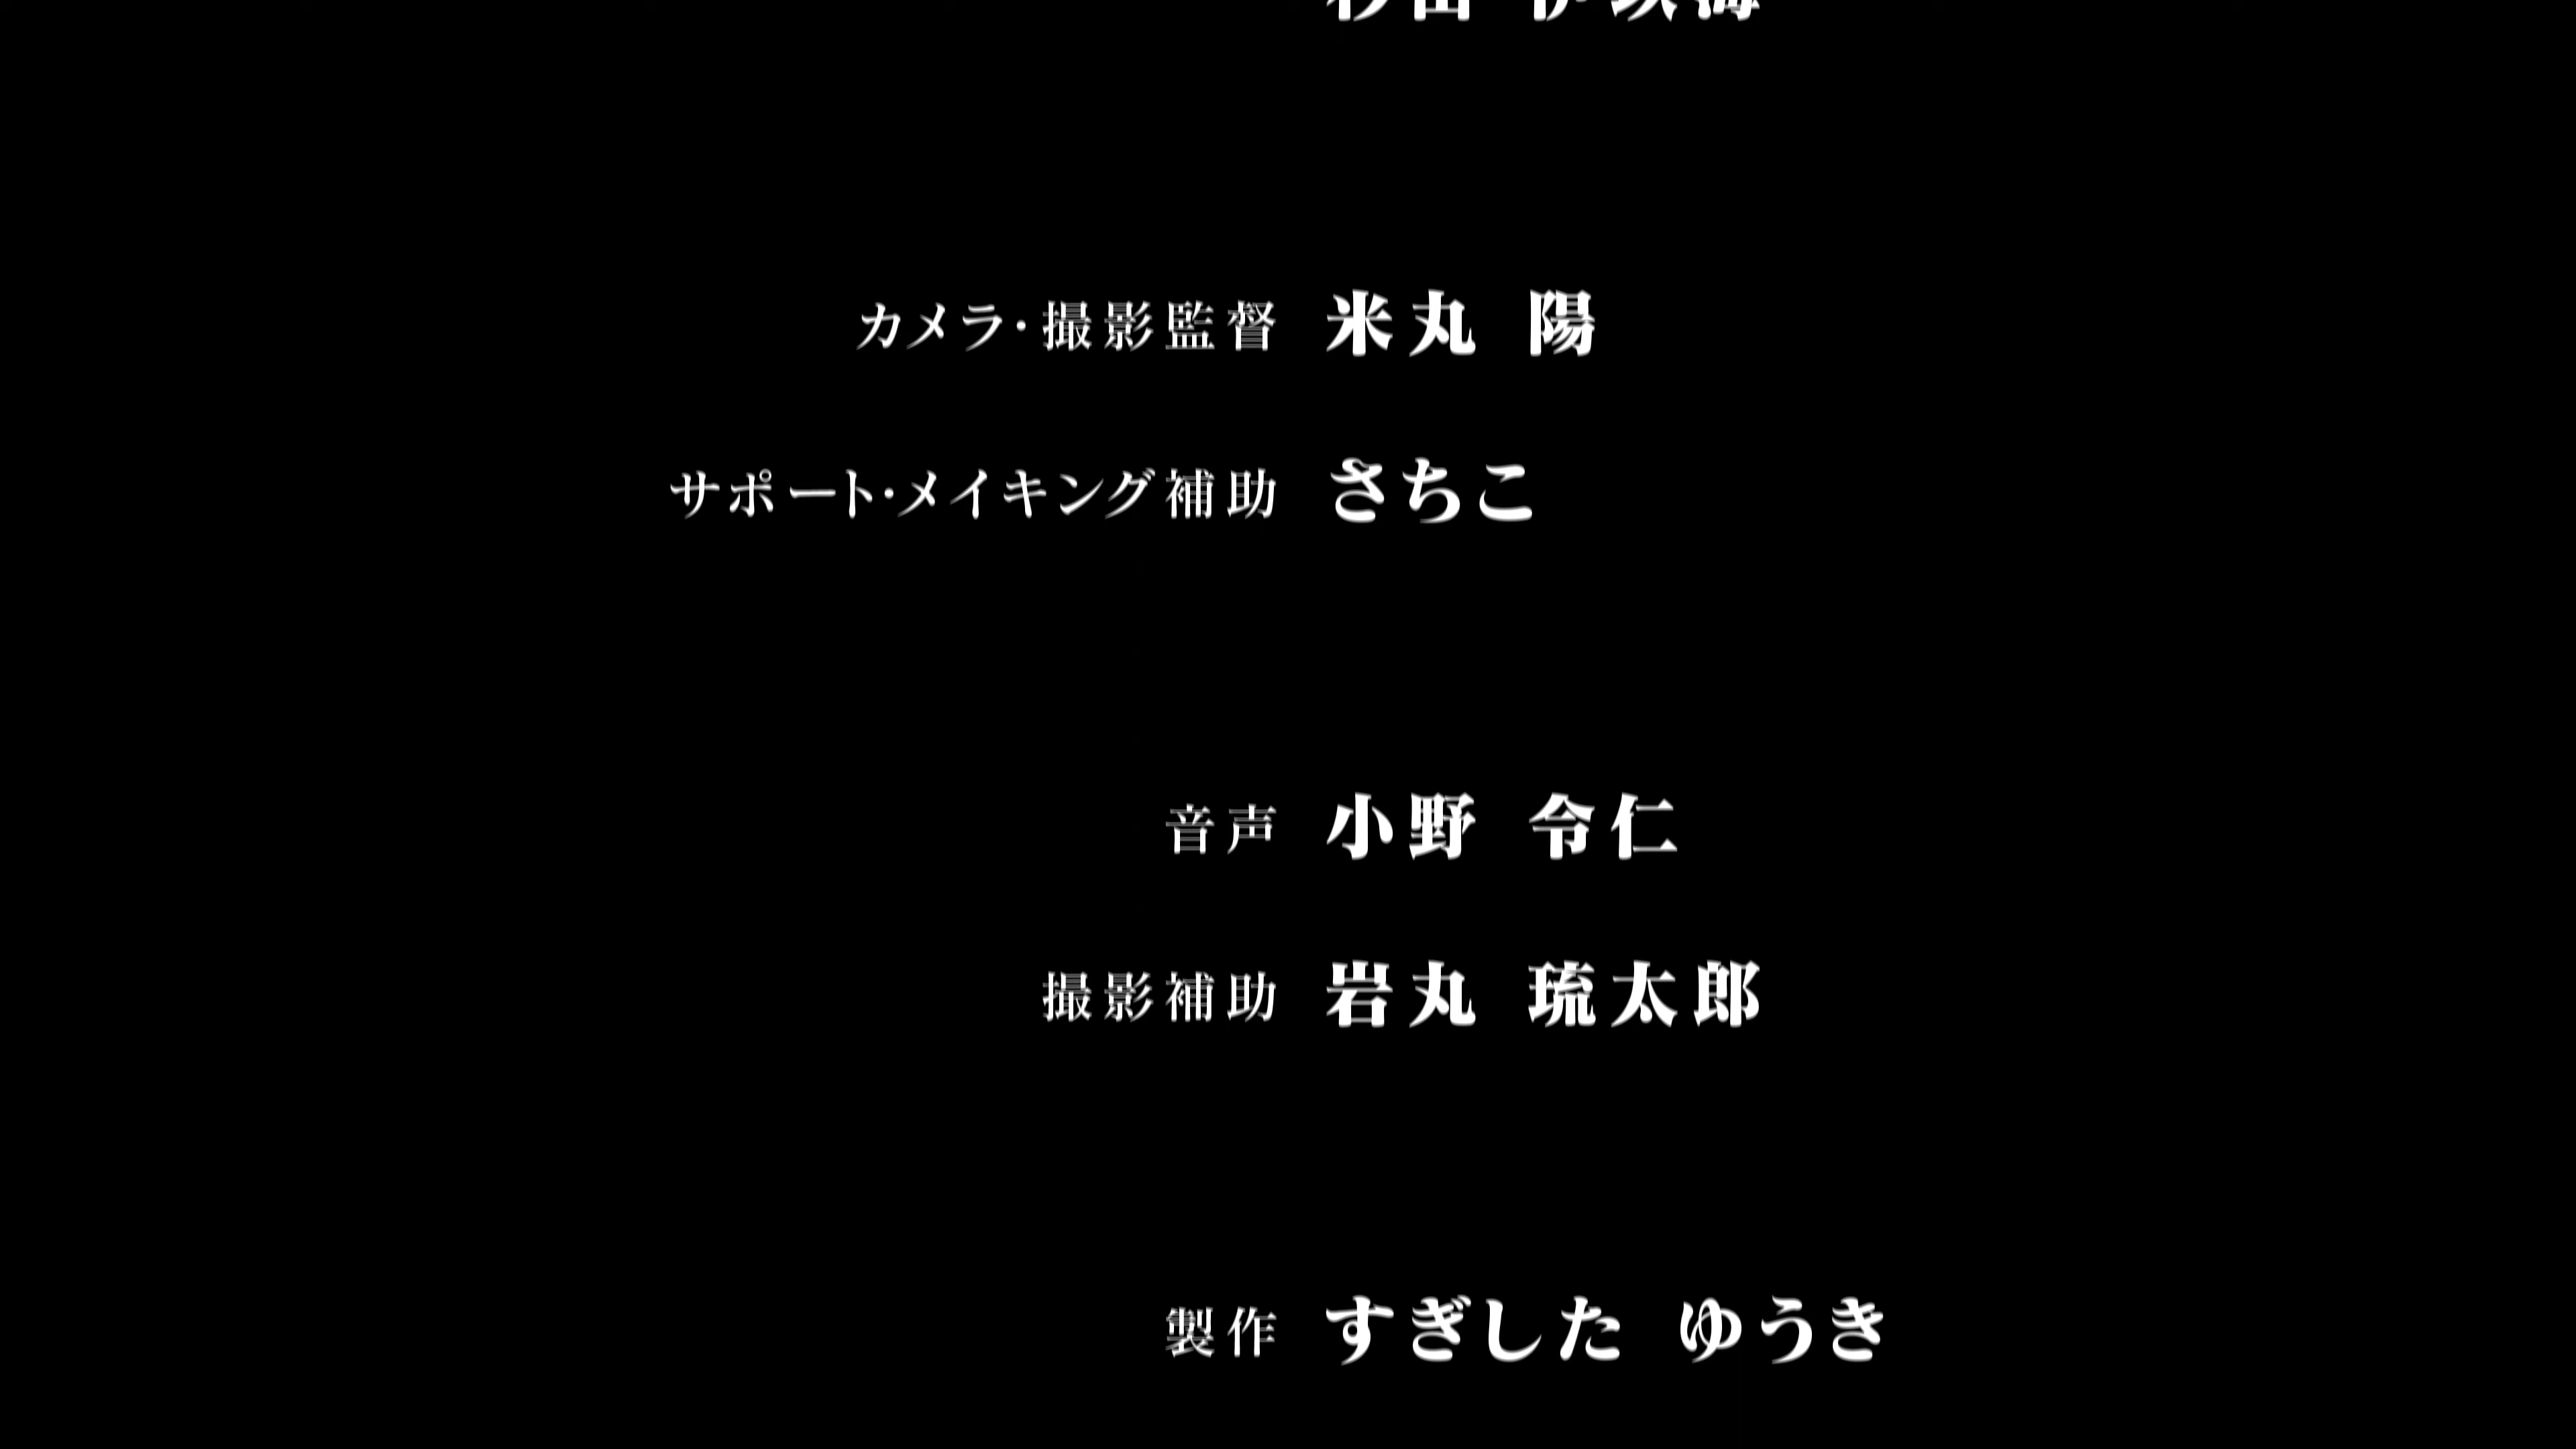 カメラ・撮影監督 米丸 陽
サポート・メイキング補助 さちこ
音声 小野 令仁
撮影補助 岩丸 琉太郎
製作 すぎした ゆうき